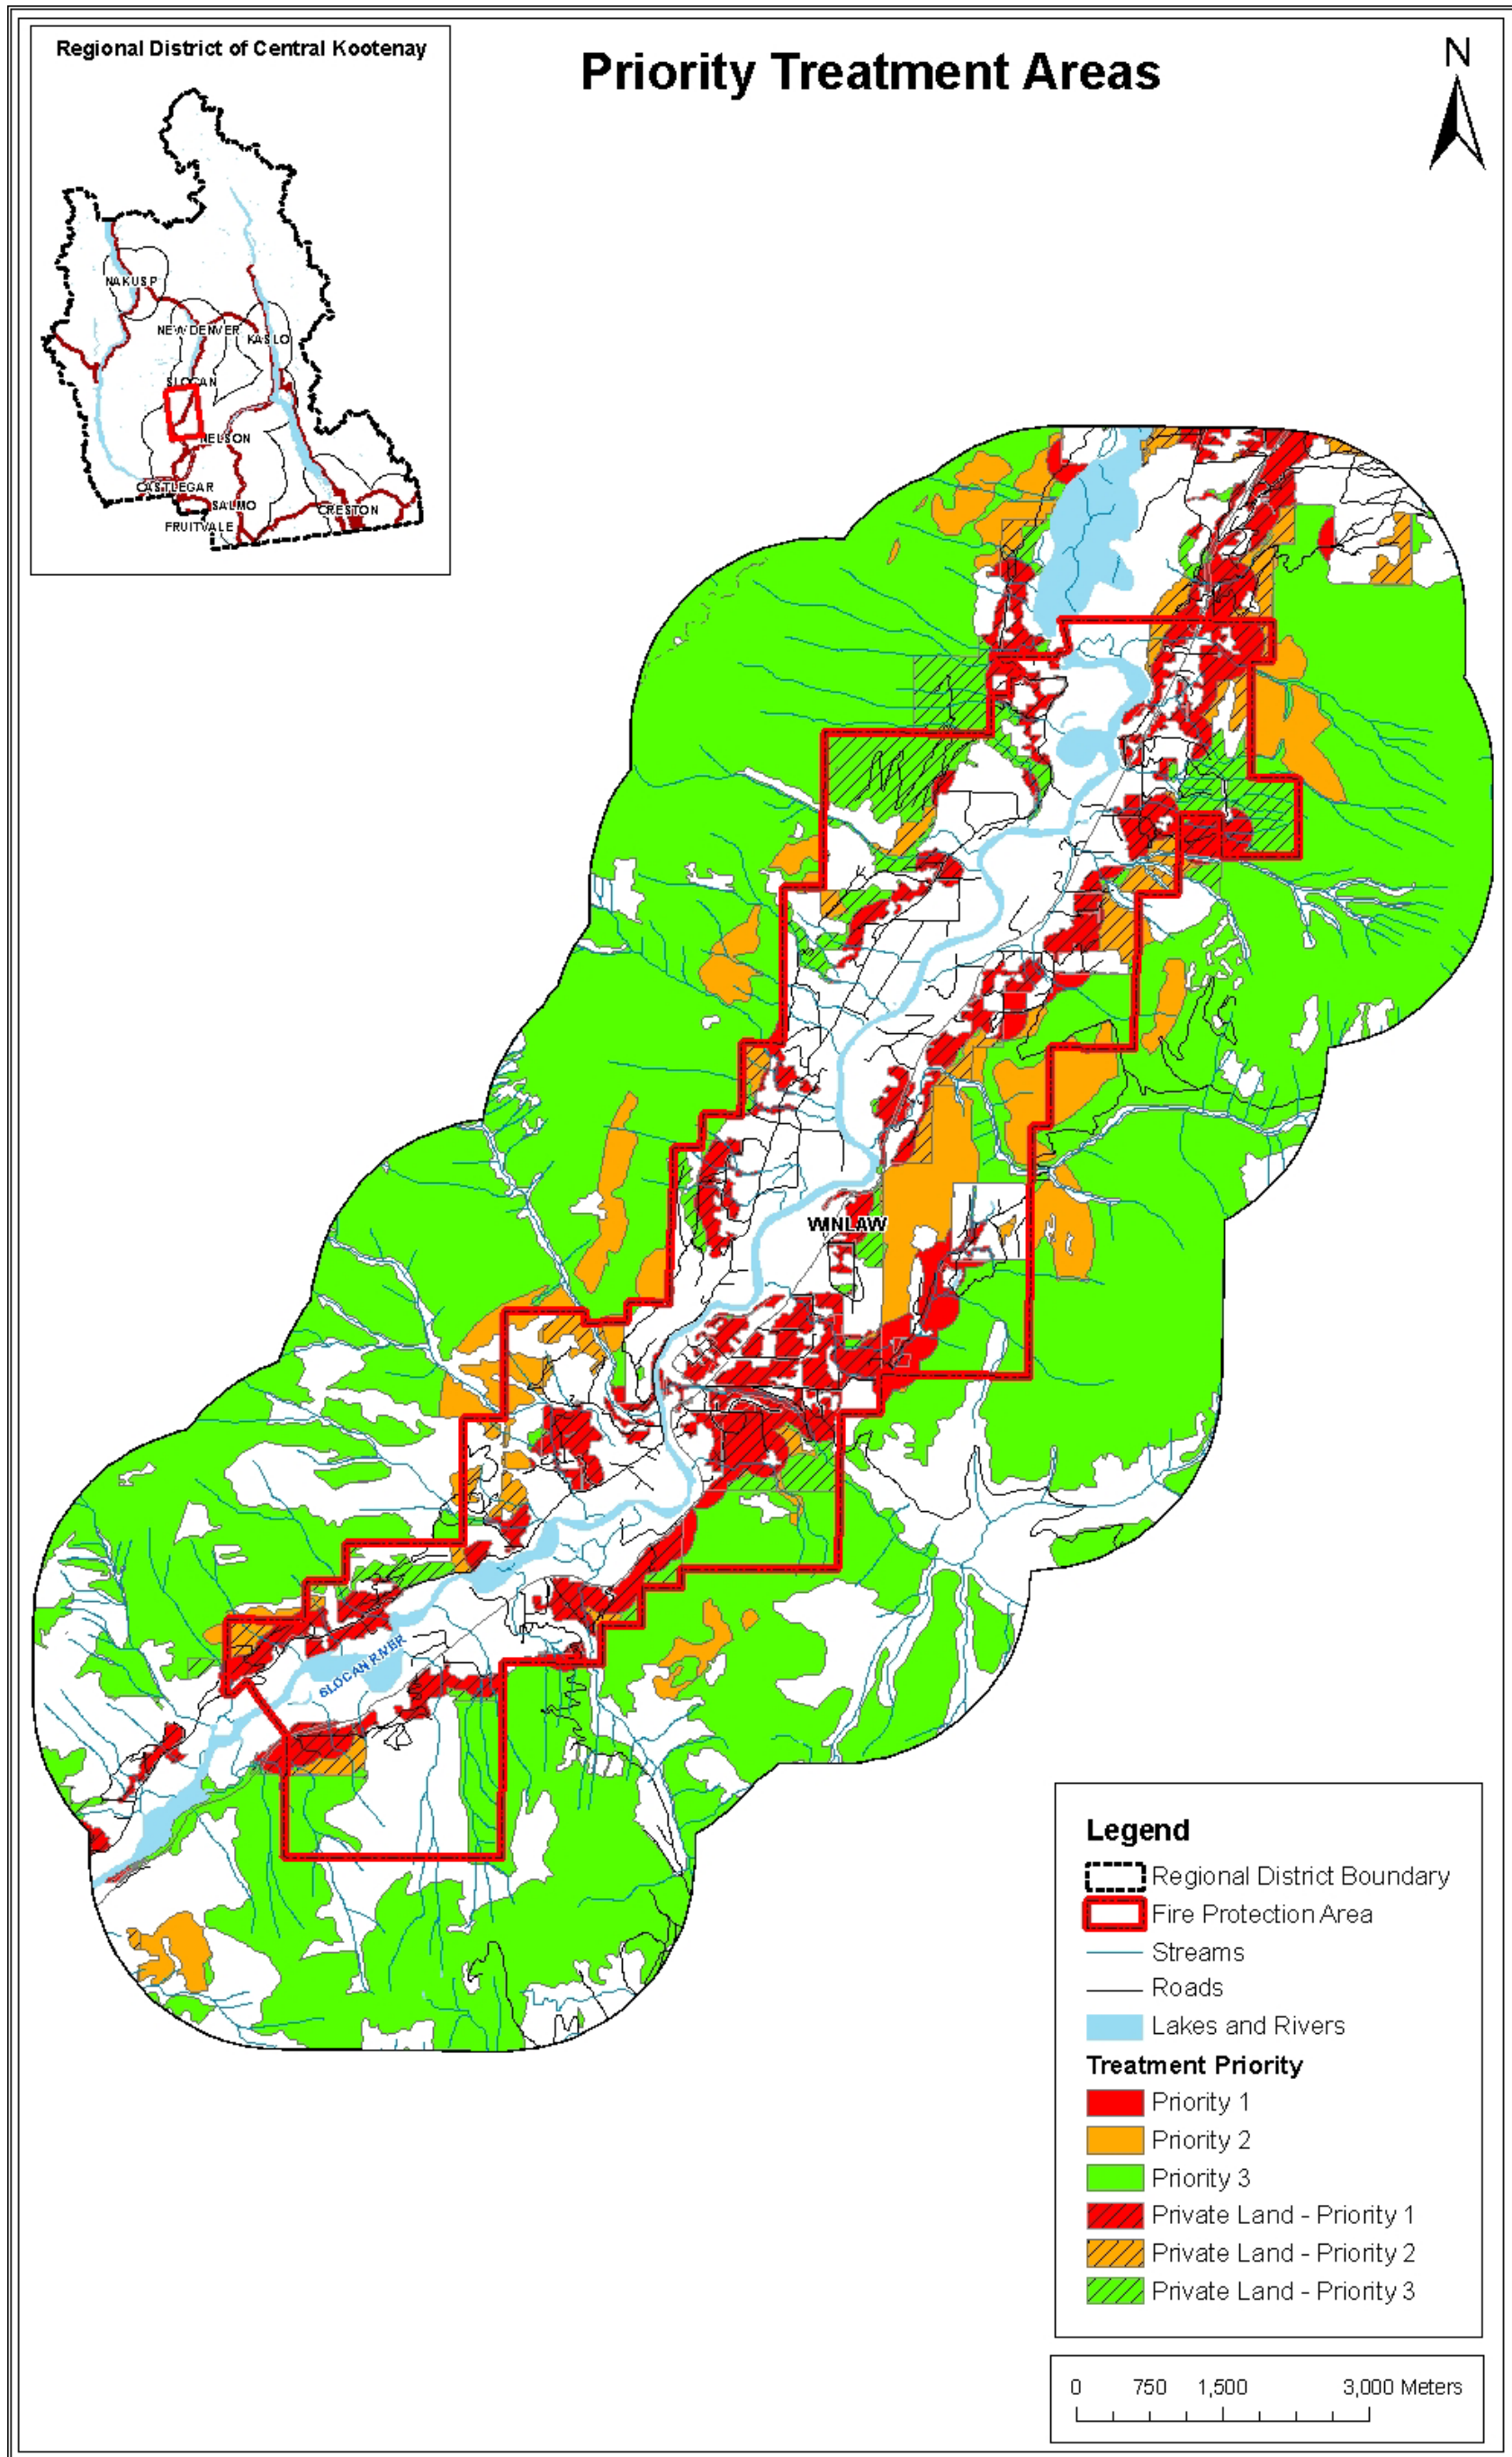 Regional District of Central Kootenay
Priority Treatment Areas
N
NAKUSP
NEW DENVER
KASLO
SLOCAN
NELSON
CASTLEGAR
SALMO
CRESTON
FRUITVALE
WINLAW
SLOCAN RIVER
Legend
Regional District Boundary
Fire Protection Area
Streams
Roads
Lakes and Rivers
Treatment Priority
Priority 1
Priority 2
Priority 3
Private Land - Priority 1
Private Land - Priority 2
Private Land - Priority 3
0 750 1,500 3,000 Meters